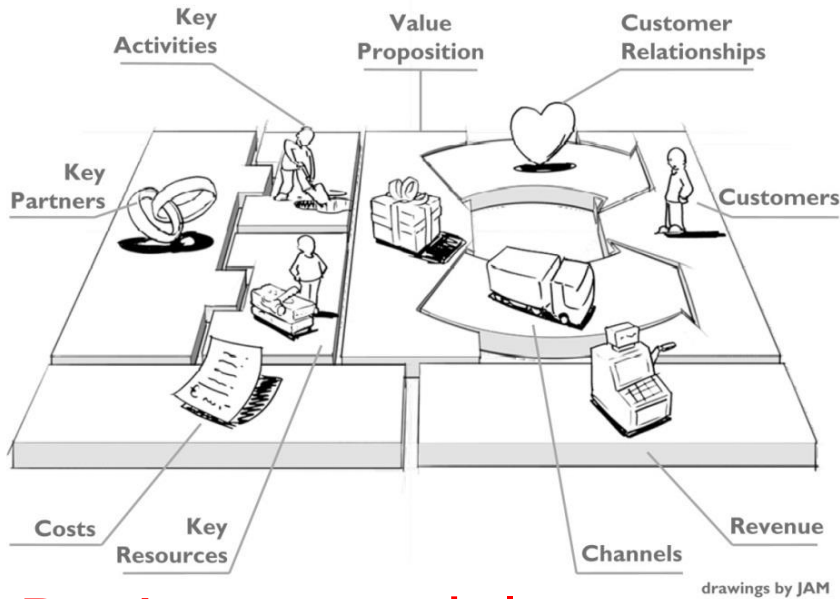 Key
Activities
Value
Proposition
Customer
Relationships
Key
Partners
Customers
Costs
Key
Resources
Channels
Revenue
drawings by JAM